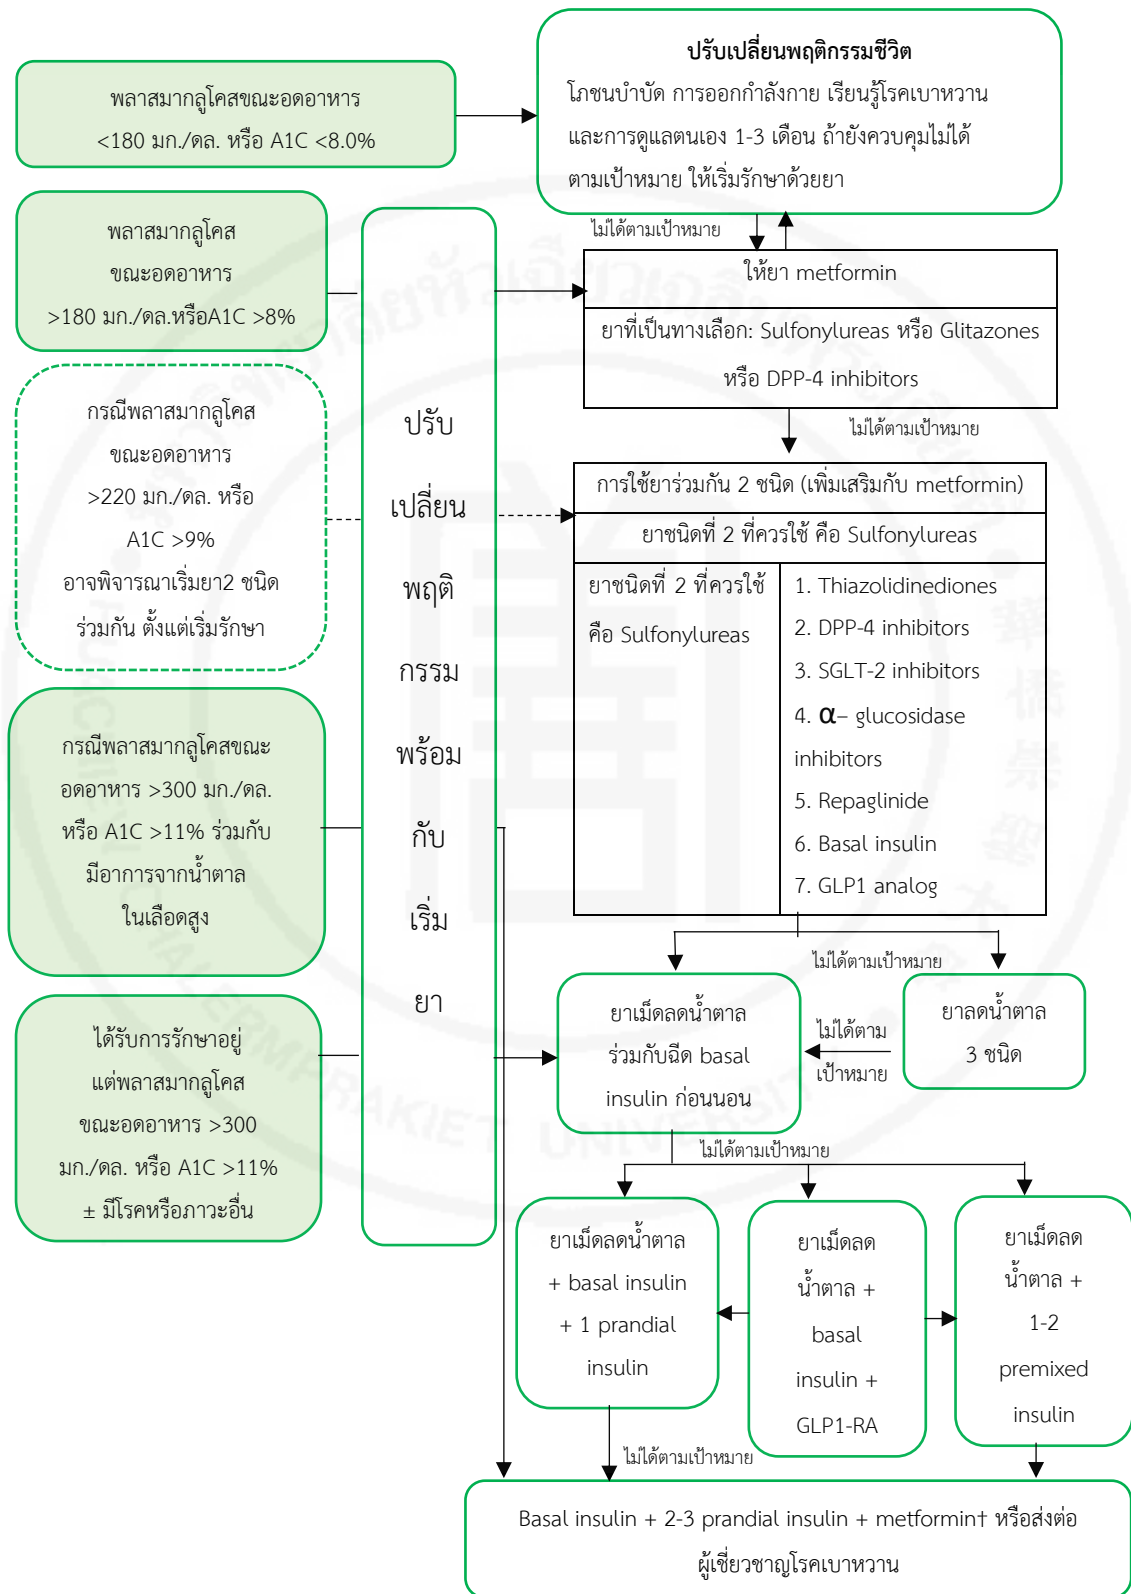 ปรับเปลี่ยนพฤติกรรมชีวิต
โภชนบำบัด การออกกำลังกาย เรียนรู้โรคเบาหวาน
และการดูแลตนเอง 1-3 เดือน ถ้ายังควบคุมไม่ได้
ตามเป้าหมาย ให้เริ่มรักษาด้วยยา
พลาสมากลูโคสขณะอดอาหาร
<180 มก./ดล. หรือ A1C <8.0%
พลาสมากลูโคส
ขณะอดอาหาร
>180 มก./ดล.หรือA1C >8%
กรณีพลาสมากลูโคส
ขณะอดอาหาร
>220 มก./ดล. หรือ
A1C >9%
อาจพิจารณาเริ่มยา2 ชนิด
ร่วมกัน ตั้งแต่เริ่มรักษา
กรณีพลาสมากลูโคสขณะ
อดอาหาร >300 มก./ดล.
หรือ A1C >11% ร่วมกับ
มีอาการจากน้ำตาล
ในเลือดสูง
ได้รับการรักษาอยู่
แต่พลาสมากลูโคส
ขณะอดอาหาร >300
มก./ดล. หรือ A1C >11%
± มีโรคหรือภาวะอื่น
ปรับ
เปลี่ยน
พฤติ
กรรม
พร้อม
กับ
เริ่ม
ยา
ไม่ได้ตามเป้าหมาย
ให้ยา metformin
ยาที่เป็นทางเลือก: Sulfonylureas หรือ Glitazones
หรือ DPP-4 inhibitors
ไม่ได้ตามเป้าหมาย
การใช้ยาร่วมกัน 2 ชนิด (เพิ่มเสริมกับ metformin)
ยาชนิดที่ 2 ที่ควรใช้ คือ Sulfonylureas
ยาชนิดที่ 2 ที่ควรใช้
คือ Sulfonylureas
1. Thiazolidinediones
2. DPP-4 inhibitors
3. SGLT-2 inhibitors
4. α– glucosidase
inhibitors
5. Repaglinide
6. Basal insulin
7. GLP1 analog
ไม่ได้ตามเป้าหมาย
ยาเม็ดลดน้ำตาล
ร่วมกับฉีด basal
insulin ก่อนนอน
ไม่ได้ตาม
เป้าหมาย
ยาลดน้ำตาล
3 ชนิด
ไม่ได้ตามเป้าหมาย
ยาเม็ดลดน้ำตาล
+ basal insulin
+ 1 prandial
insulin
ยาเม็ดลด
น้ำตาล +
basal
insulin +
GLP1-RA
ยาเม็ดลด
น้ำตาล +
1-2
premixed
insulin
ไม่ได้ตามเป้าหมาย
Basal insulin + 2-3 prandial insulin + metformin† หรือส่งต่อ
ผู้เชี่ยวชาญโรคเบาหวาน
HUACHIEW CHALERMPRAKIET UNIVERSITY